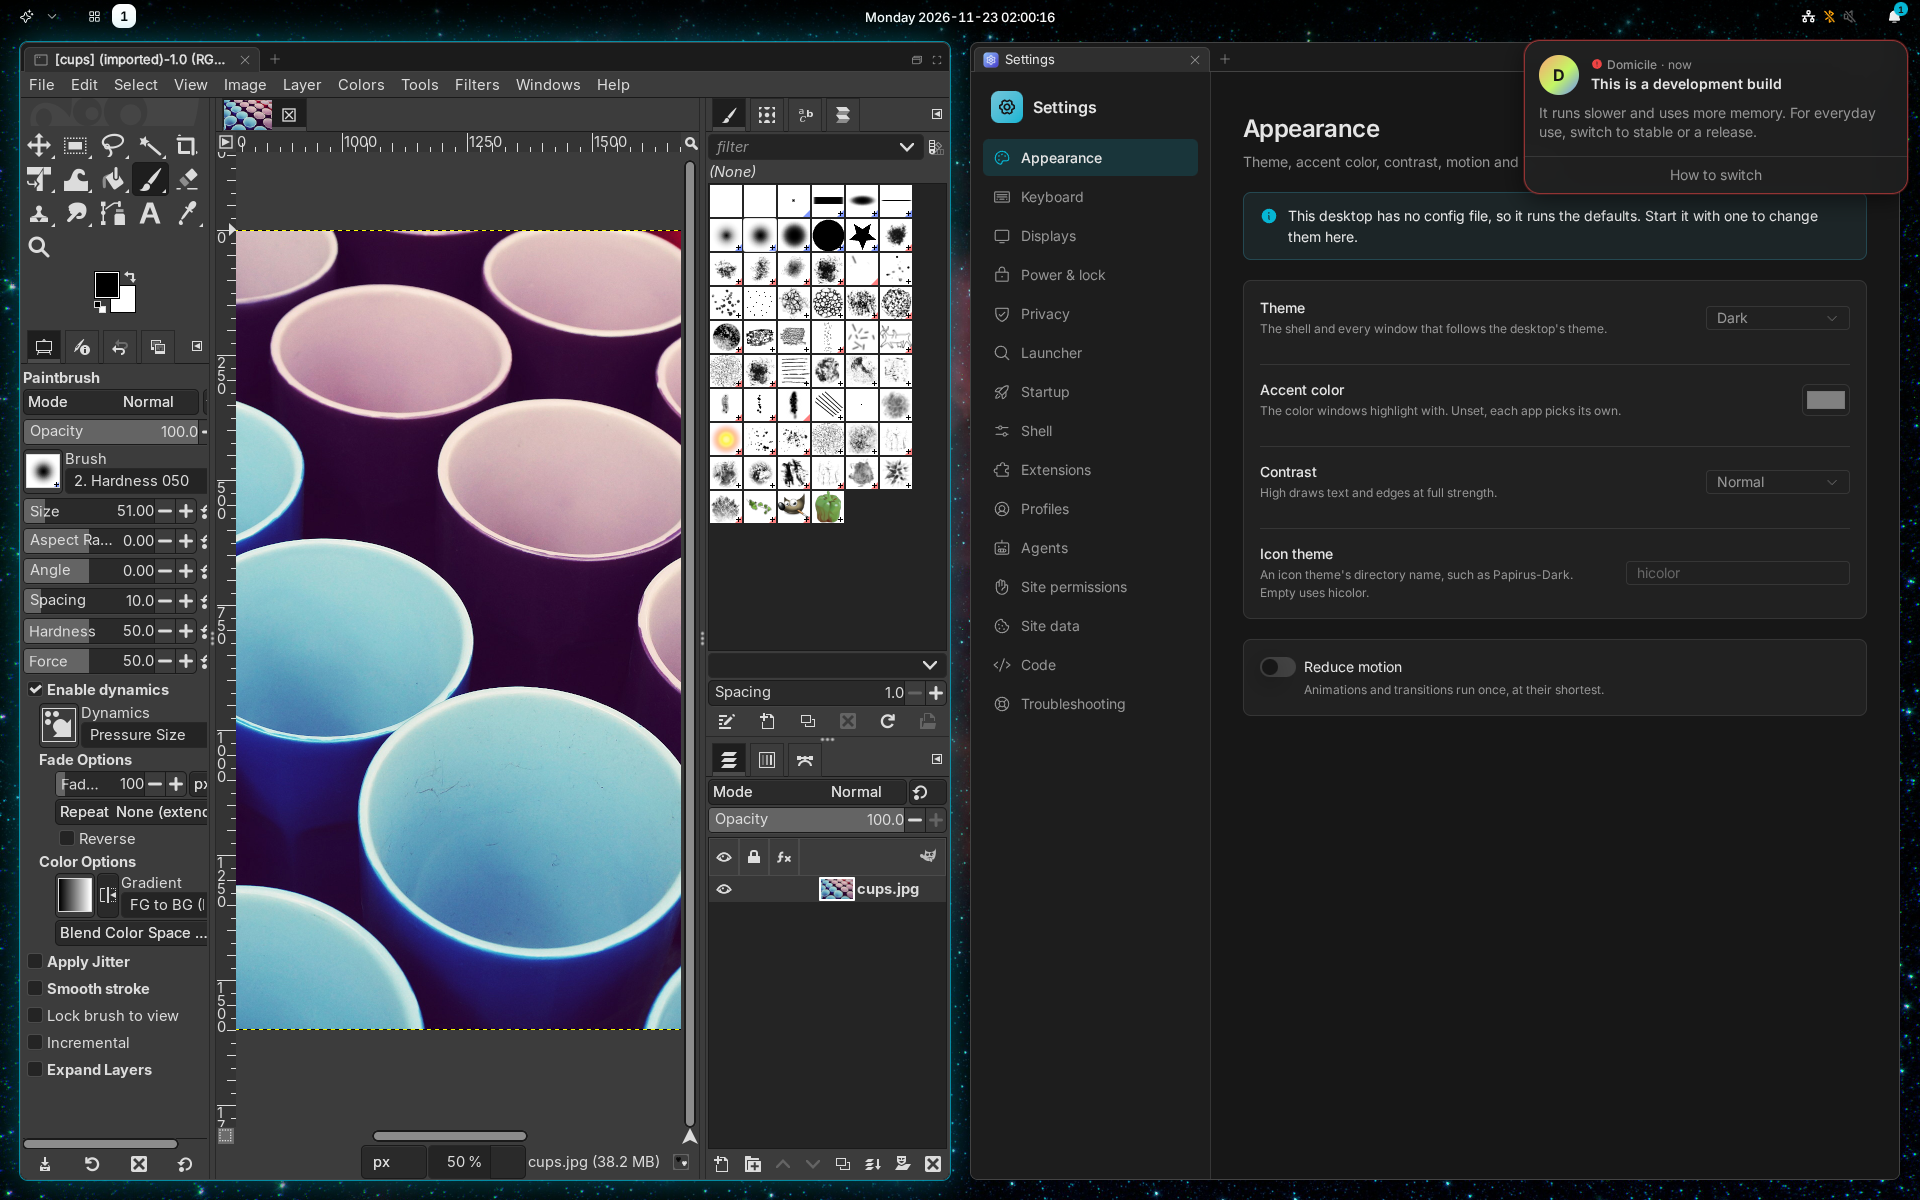 1
Monday 2026-11-23 02:00:16
1
[cups] (imported)-1.0 (RG...
File Edit Select View Image Layer Colors Tools Filters Windows Help
Paintbrush
Mode Normal
Opacity 100.0
Brush
2. Hardness 050
Size 51.00
Aspect Ra... 0.00
Angle 0.00
Spacing 10.0
Hardness 50.0
Force 50.0
Enable dynamics
Dynamics
Pressure Size
Fade Options
Fad... 100 px
Repeat None (extend
Reverse
Color Options
Gradient
FG to BG (
Blend Color Space ...
Apply Jitter
Smooth stroke
Lock brush to view
Incremental
Expand Layers
1000 1250 1500
0
250
500
750
1000
1250
1500
px 50 % cups.jpg (38.2 MB)
filter
(None)
Spacing 1.0
Mode Normal
Opacity 100.0
fx
cups.jpg
Settings
Settings
Appearance
Keyboard
Displays
Power & lock
Privacy
Launcher
Startup
Shell
Extensions
Profiles
Agents
Site permissions
Site data
Code
Troubleshooting
Appearance
Theme, accent color, contrast, motion and
This desktop has no config file, so it runs the defaults. Start it with one to change
them here.
Theme
The shell and every window that follows the desktop's theme.
Dark
Accent color
The color windows highlight with. Unset, each app picks its own.
Contrast
High draws text and edges at full strength.
Normal
Icon theme
An icon theme's directory name, such as Papirus-Dark.
Empty uses hicolor.
hicolor
Reduce motion
Animations and transitions run once, at their shortest.
D
Domicile · now
This is a development build
It runs slower and uses more memory. For everyday
use, switch to stable or a release.
How to switch